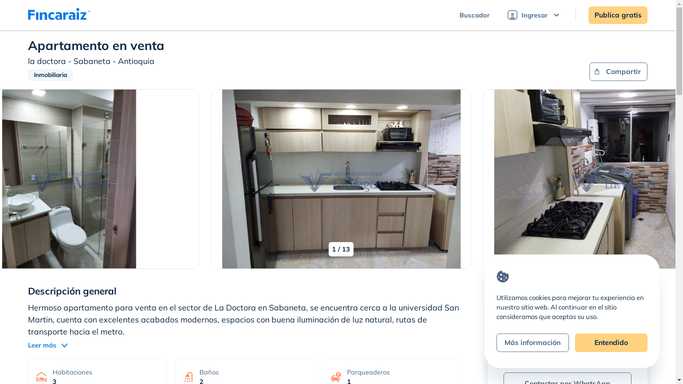 Fincaraiz
Buscador
Ingresar
Publica gratis
Apartamento en venta
la doctora - Sabaneta - Antioquia
Inmobiliaria
Compartir
1 / 13
Descripción general
Hermoso apartamento para venta en el sector de La Doctora en Sabaneta, se encuentra cerca a la universidad San
Martín, cuenta con excelentes acabados modernos, espacios con buena iluminación de luz natural, rutas de
transporte hacia el metro.
Leer más
Habitaciones
3
Baños
2
Parqueaderos
1
Utilizamos cookies para mejorar tu experiencia en
nuestro sitio web. Al continuar en el sitio
consideramos que aceptas su uso.
Más información
Entendido
Contactar por WhatsApp